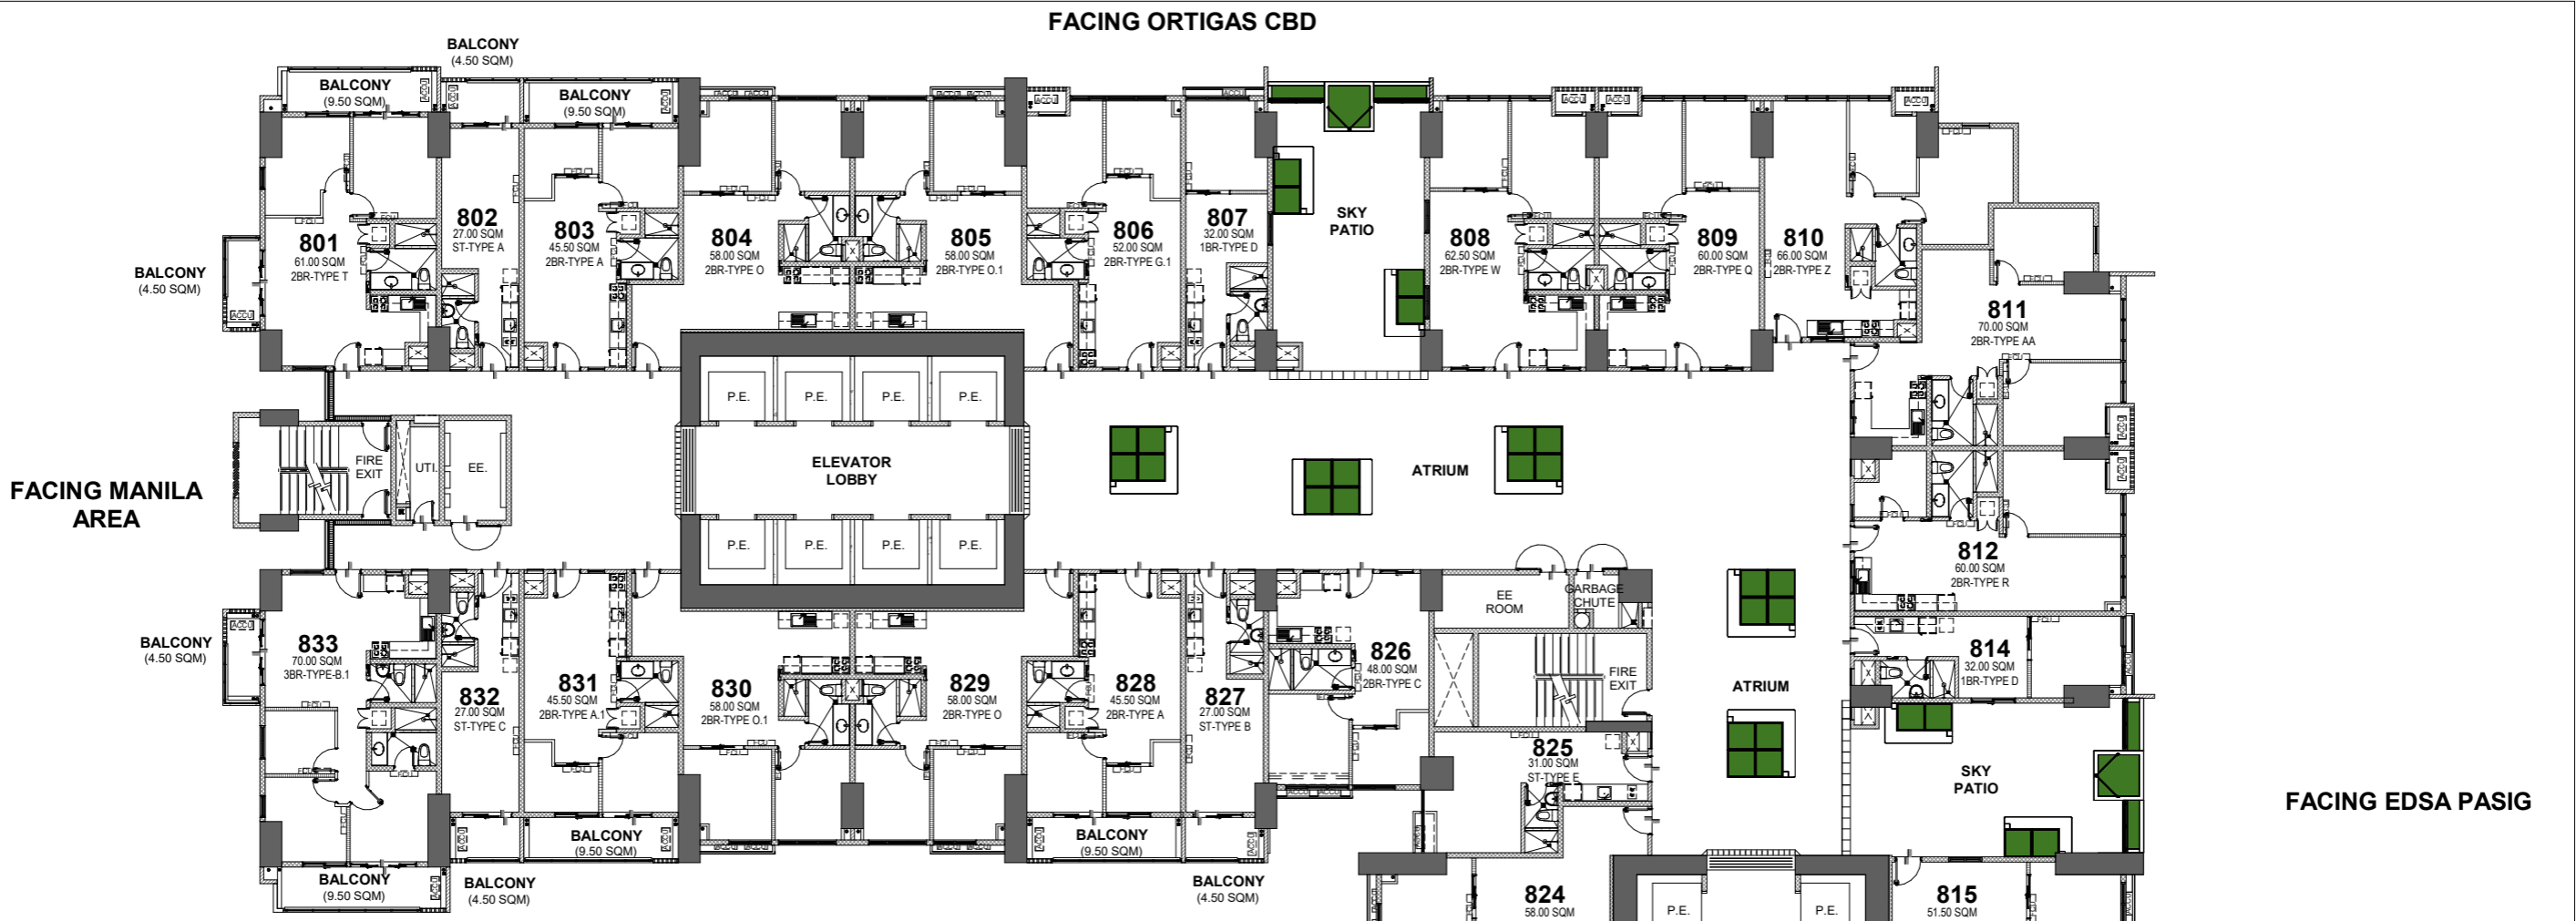 FACING ORTIGAS CBD
BALCONY
(4.50 SQM)
BALCONY
(9.50 SQM)
BALCONY
(9.50 SQM)
801
61.00 SQM
2BR-TYPE T
802
27.00 SQM
ST-TYPE A
803
45.50 SQM
2BR-TYPE A
804
58.00 SQM
2BR-TYPE O
805
58.00 SQM
2BR-TYPE O.1
806
52.00 SQM
2BR-TYPE G.1
807
32.00 SQM
1BR-TYPE D
SKY
PATIO
808
62.50 SQM
2BR-TYPE W
809
60.00 SQM
2BR-TYPE Q
810
66.00 SQM
2BR-TYPE Z
811
70.00 SQM
2BR-TYPE AA
BALCONY
(4.50 SQM)
P.E. P.E. P.E. P.E.
FIRE
EXIT
UTI.
EE.
ELEVATOR
LOBBY
ATRIUM
FACING MANILA
AREA
P.E. P.E. P.E. P.E.
812
60.00 SQM
2BR-TYPE R
EE
ROOM
GARBAGE
CHUTE
BALCONY
(4.50 SQM)
833
70.00 SQM
3BR-TYPE-B.1
832
27.00 SQM
ST-TYPE C
831
45.50 SQM
2BR-TYPE A.1
830
58.00 SQM
2BR-TYPE O.1
829
58.00 SQM
2BR-TYPE O
828
45.50 SQM
2BR-TYPE A
827
27.00 SQM
ST-TYPE B
826
48.00 SQM
2BR-TYPE C
FIRE
EXIT
ATRIUM
814
32.00 SQM
1BR-TYPE D
825
31.00 SQM
ST-TYPE E
SKY
PATIO
FACING EDSA PASIG
BALCONY
(9.50 SQM)
BALCONY
(9.50 SQM)
BALCONY
(9.50 SQM)
BALCONY
(4.50 SQM)
BALCONY
(4.50 SQM)
824
58.00 SQM
P.E. P.E.
815
51.50 SQM